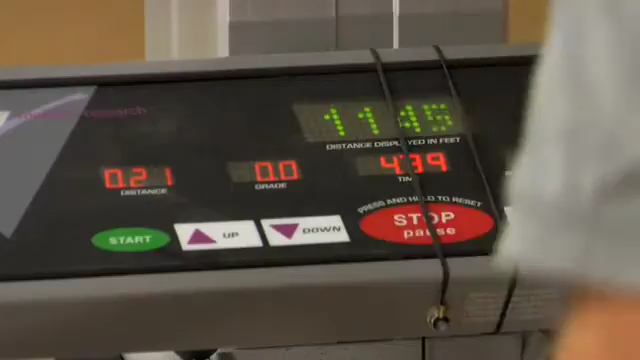 research
1145
DISTANCE DISPLAYED IN FEET
0.21 0.0 4:39
DISTANCE GRADE TIME
PRESS AND HOLD TO RESET
START UP DOWN STOP
pause